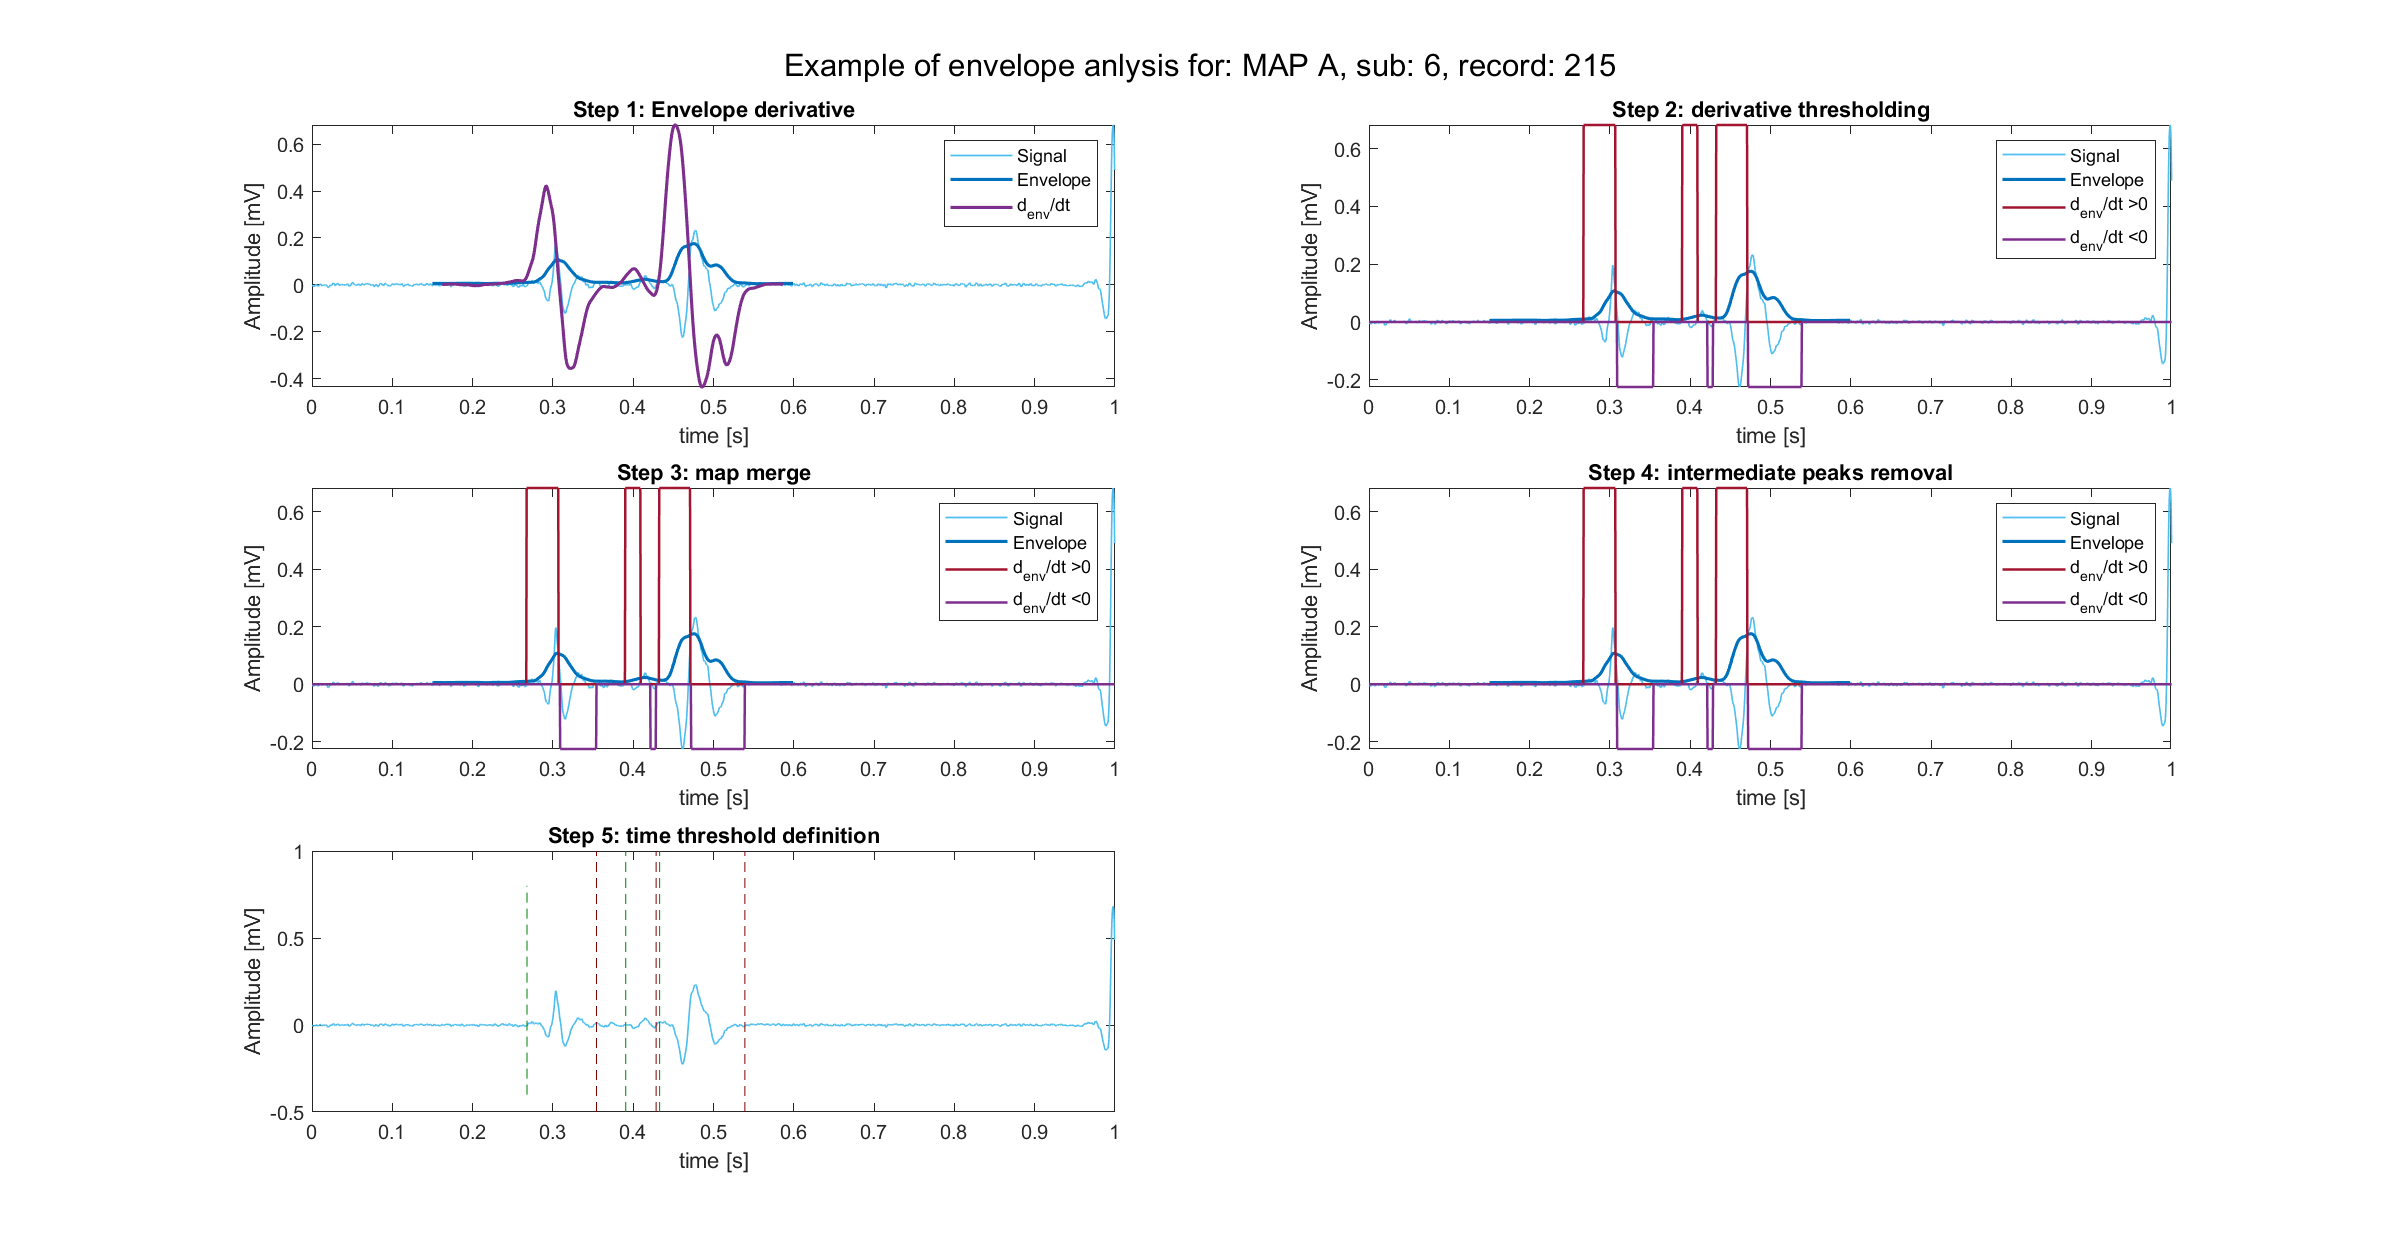 Example of envelope anlysis for: MAP A, sub: 6, record: 215
Step 1: Envelope derivative
Amplitude [mV]
0.6
0.4
0.2
0
-0.2
-0.4
Signal
Envelope
d_env/dt
0 0.1 0.2 0.3 0.4 0.5 0.6 0.7 0.8 0.9 1
time [s]
Step 2: derivative thresholding
Amplitude [mV]
0.6
0.4
0.2
0
-0.2
Signal
Envelope
d_env/dt >0
d_env/dt <0
0 0.1 0.2 0.3 0.4 0.5 0.6 0.7 0.8 0.9 1
time [s]
Step 3: map merge
Amplitude [mV]
0.6
0.4
0.2
0
-0.2
Signal
Envelope
d_env/dt >0
d_env/dt <0
0 0.1 0.2 0.3 0.4 0.5 0.6 0.7 0.8 0.9 1
time [s]
Step 4: intermediate peaks removal
Amplitude [mV]
0.6
0.4
0.2
0
-0.2
Signal
Envelope
d_env/dt >0
d_env/dt <0
0 0.1 0.2 0.3 0.4 0.5 0.6 0.7 0.8 0.9 1
time [s]
Step 5: time threshold definition
Amplitude [mV]
1
0.5
0
-0.5
0 0.1 0.2 0.3 0.4 0.5 0.6 0.7 0.8 0.9 1
time [s]